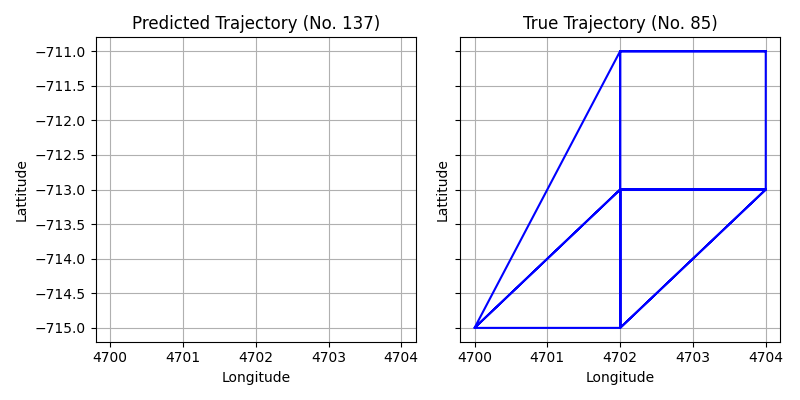 Predicted Trajectory (No. 137)
−711.0
−711.5
−712.0
−712.5
−713.0
−713.5
−714.0
−714.5
−715.0
Lattitude
4700 4701 4702 4703 4704
Longitude
True Trajectory (No. 85)
Lattitude
4700 4701 4702 4703 4704
Longitude